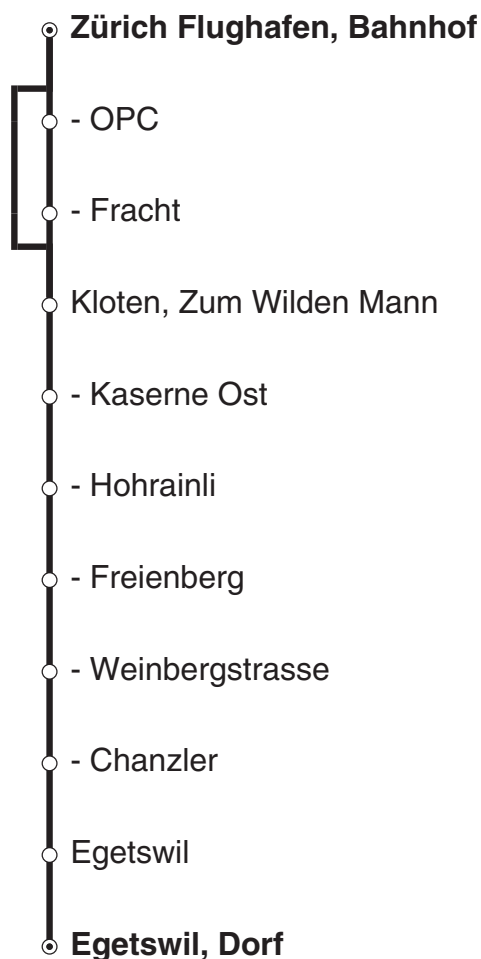 Zürich Flughafen, Bahnhof
- OPC
- Fracht
Kloten, Zum Wilden Mann
- Kaserne Ost
- Hohrainli
- Freienberg
- Weinbergstrasse
- Chanzler
Egetswil
Egetswil, Dorf